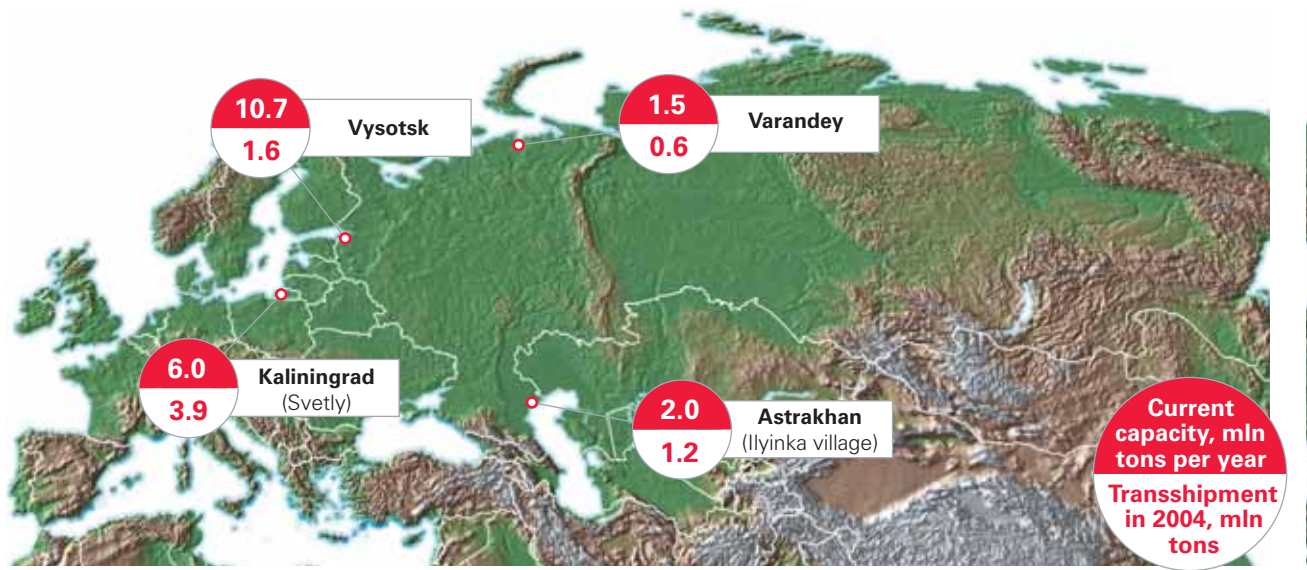 10.7
1.6
Vysotsk
1.5
0.6
Varandey
6.0
3.9
Kaliningrad
(Svetly)
2.0
1.2
Astrakhan
(Ilyinka village)
Current
capacity, mln
tons per year
Transshipment
in 2004, mln
tons